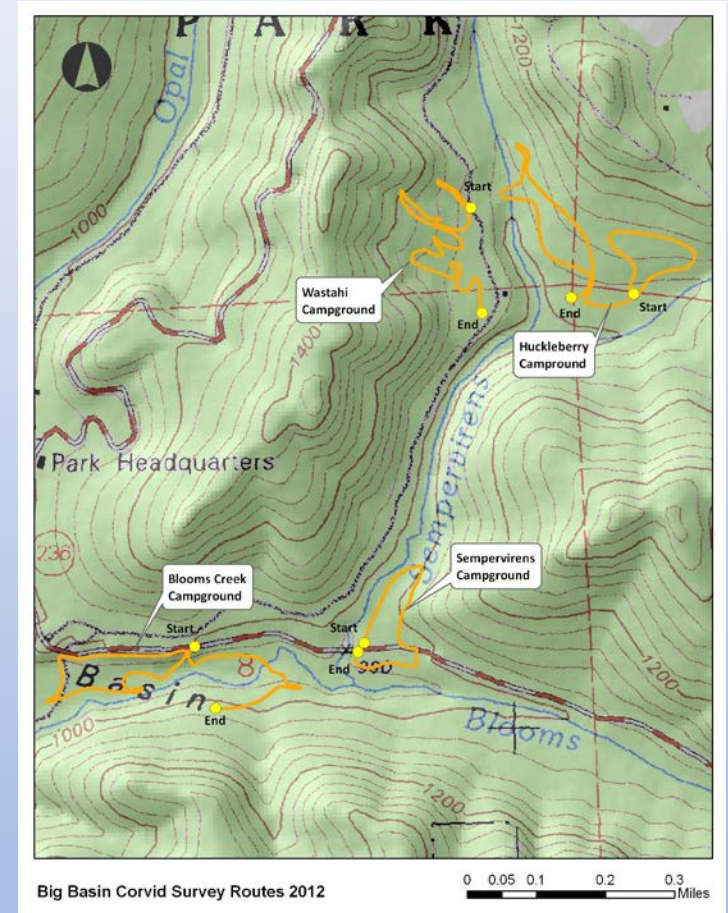 P A R K
1200
Opal
1000
Start
Wastahi
Campground
End
End
Start
Huckleberry
Campround
1400
Sempervirens
Park Headquarters
236
Sempervirens
Campground
Blooms Creek
Campground
Start
Start
End
Basin
8
End
1000
Blooms
1200
1200
Big Basin Corvid Survey Routes 2012
0 0.05 0.1 0.2 0.3
Miles